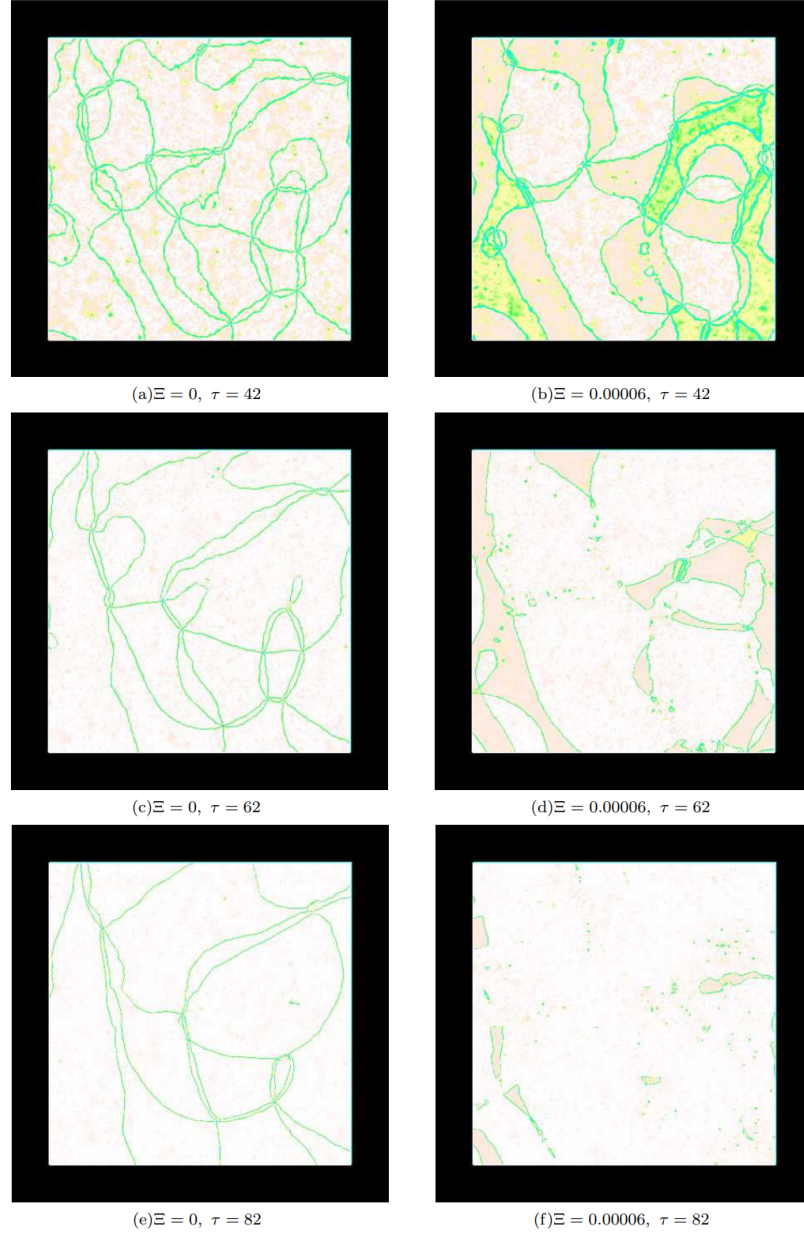 (a)Ξ = 0, τ = 42
(b)Ξ = 0.00006, τ = 42
(c)Ξ = 0, τ = 62
(d)Ξ = 0.00006, τ = 62
(e)Ξ = 0, τ = 82
(f)Ξ = 0.00006, τ = 82